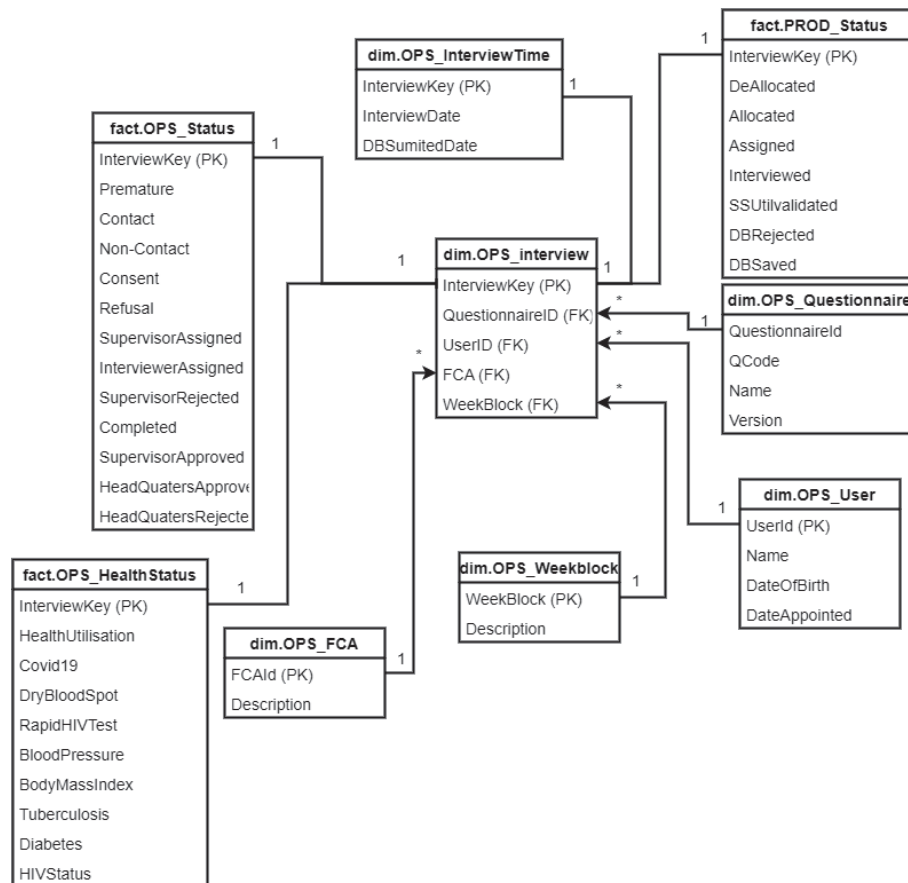 fact.PROD_Status
InterviewKey (PK)
DeAllocated
Allocated
Assigned
Interviewed
SSUtilvalidated
DBRejected
DBSaved
1
dim.OPS_InterviewTime
InterviewKey (PK)
InterviewDate
DBSumitedDate
1
fact.OPS_Status
InterviewKey (PK)
Premature
Contact
Non-Contact
Consent
Refusal
SupervisorAssigned
InterviewerAssigned
SupervisorRejected
Completed
SupervisorApproved
HeadQuatersApprove
HeadQuatersRejecte
1
dim.OPS_interview
InterviewKey (PK)
QuestionnaireID (FK)
UserID (FK)
FCA (FK)
WeekBlock (FK)
1
1
*
*
*
*
dim.OPS_Questionnaire
QuestionnaireId
QCode
Name
Version
1
dim.OPS_User
UserId (PK)
Name
DateOfBirth
DateAppointed
1
dim.OPS_Weekblock
WeekBlock (PK)
Description
1
fact.OPS_HealthStatus
InterviewKey (PK)
HealthUtilisation
Covid19
DryBloodSpot
RapidHIVTest
BloodPressure
BodyMassIndex
Tuberculosis
Diabetes
HIVStatus
1
dim.OPS_FCA
FCAId (PK)
Description
1